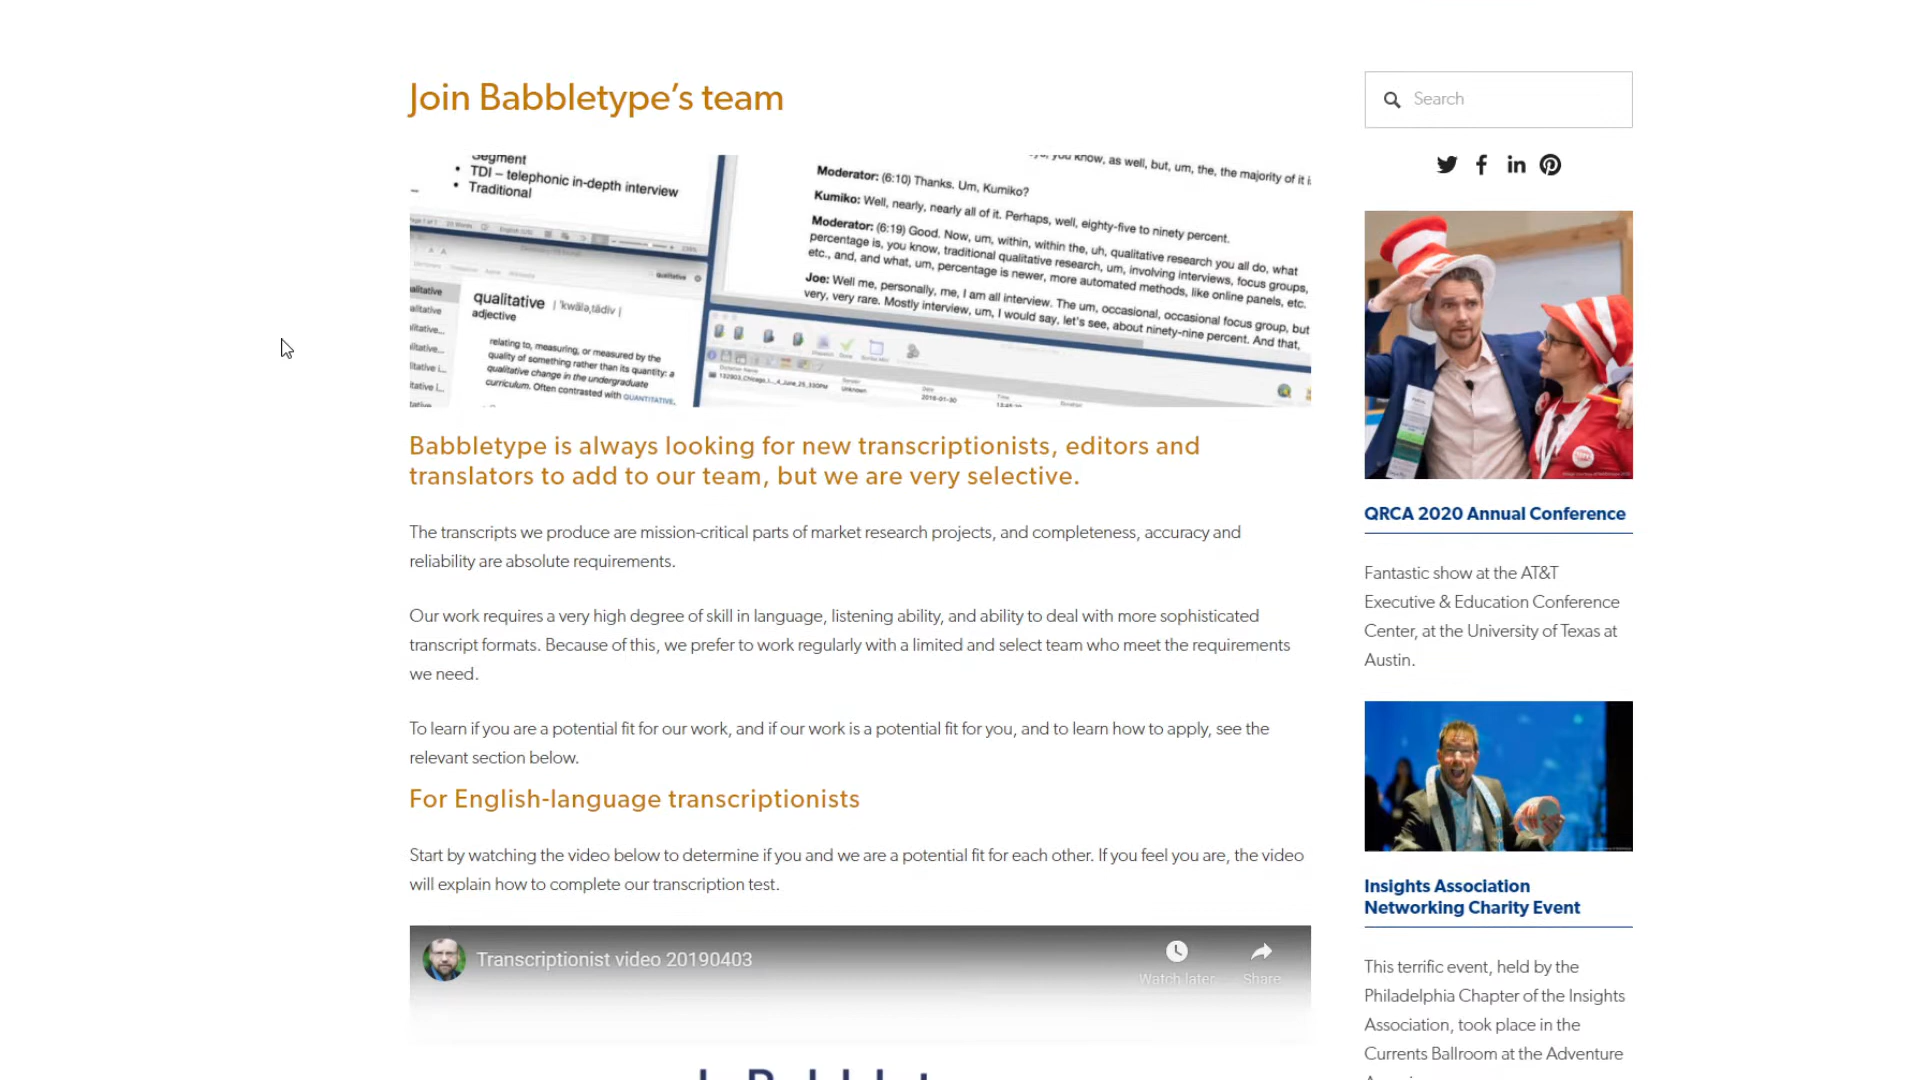 Join Babbletype's team
Search
Segment
• TDI – telephonic in-depth interview
• Traditional
you know, as well, but, um, the, the majority of it i
Moderator: (6:10) Thanks. Um, Kumiko?
Kumiko: Well, nearly, nearly all of it. Perhaps, well, eighty-five to ninety percent.
Moderator: (6:19) Good. Now, um, within, within the, uh, qualitative research you all do, what
percentage is, you know, traditional qualitative research, um, involving interviews, focus groups,
etc., and, and what, um, percentage is newer, more automated methods, like online panels, etc.
Joe: Well me, personally, me, I am all interview. The um, occasional, occasional focus group, but
very, very rare. Mostly interview, um, I would say, let's see, about ninety-nine percent. And that,
qualitative
qualitative | ˈkwäləˌtādiv |
adjective
relating to, measuring, or measured by the
quality of something rather than its quantity: a
qualitative change in the undergraduate
curriculum. Often contrasted with QUANTITATIVE.
Babbletype is always looking for new transcriptionists, editors and
translators to add to our team, but we are very selective.
The transcripts we produce are mission-critical parts of market research projects, and completeness, accuracy and
reliability are absolute requirements.
Our work requires a very high degree of skill in language, listening ability, and ability to deal with more sophisticated
transcript formats. Because of this, we prefer to work regularly with a limited and select team who meet the requirements
we need.
To learn if you are a potential fit for our work, and if our work is a potential fit for you, and to learn how to apply, see the
relevant section below.
For English-language transcriptionists
Start by watching the video below to determine if you and we are a potential fit for each other. If you feel you are, the video
will explain how to complete our transcription test.
Transcriptionist video 20190403
Watch later
Share
QRCA 2020 Annual Conference
Fantastic show at the AT&T
Executive & Education Conference
Center, at the University of Texas at
Austin.
Insights Association
Networking Charity Event
This terrific event, held by the
Philadelphia Chapter of the Insights
Association, took place in the
Currents Ballroom at the Adventure